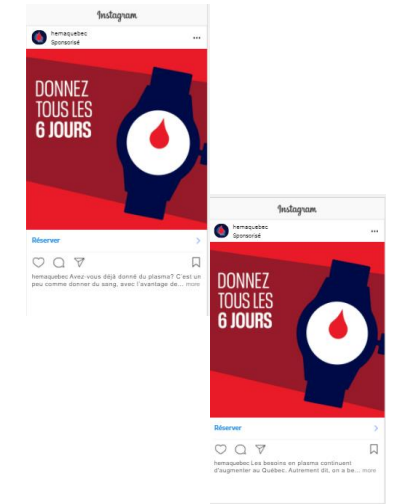 Instagram
hemaquebec
Sponsorisé
DONNEZ
TOUS LES
6 JOURS
Réserver
hemaquebec Avez-vous déjà donné du plasma? C'est un
peu comme donner du sang, avec l'avantage de... more
Instagram
hemaquebec
Sponsorisé
DONNEZ
TOUS LES
6 JOURS
Réserver
hemaquebec Les besoins en plasma continuent
d'augmenter au Québec. Autrement dit, on a be... more